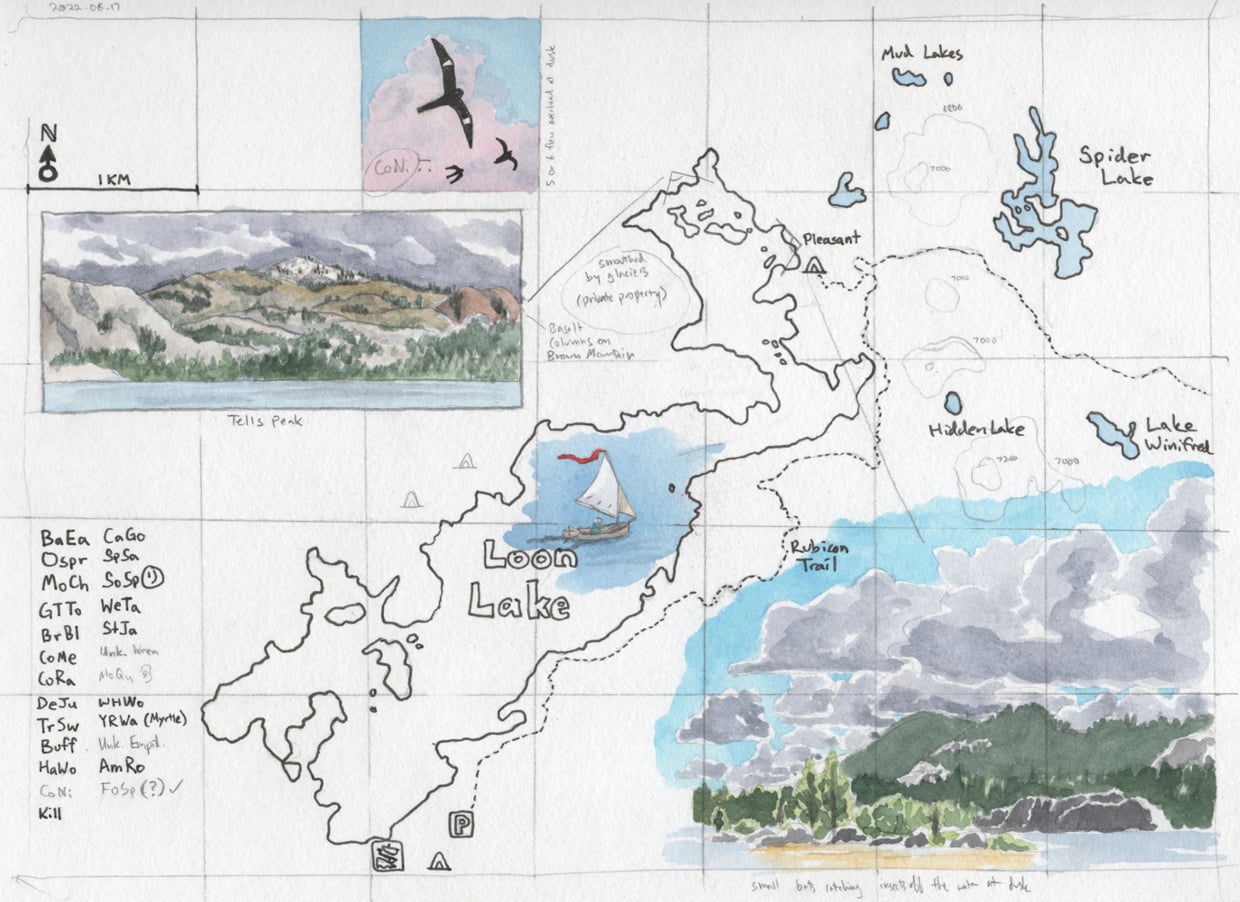 2022-08-17
N
1KM
CoNi
5 or 6 flew overhead at dusk
Mud Lakes
6800
7000
Spider
Lake
Pleasant
smoothed
by glaciers
(private property)
Basalt
Columns on
Brown Mountain
Tells Peak
7000
7000
Hidden Lake
7200
7000
Lake
Winifred
Loon
Lake
Rubicon
Trail
BaEa CaGo
Ospr SpSa
MoCh SoSp(J)
GTTo WeTa
BrBl StJa
CoMe Unk. Wren
CoRa MoQu
DeJu WHWo
TrSw YRWa (Myrtle)
Buff Unk. Empid.
HaWo AmRo
CoNi FoSp(?) ✓
Kill
P
small bats catching insects off the water at dusk